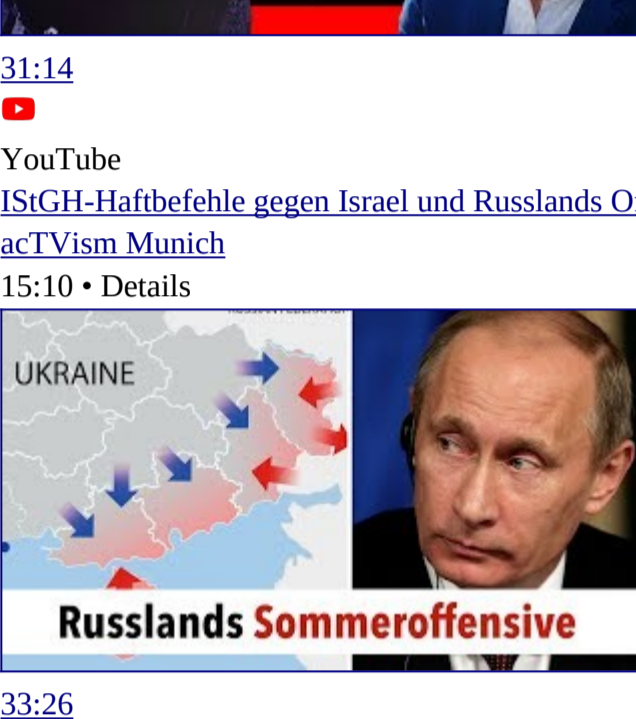 31:14
YouTube
IStGH-Haftbefehle gegen Israel und Russlands
acTVism Munich
15:10 • Details
UKRAINE
Russlands Sommeroffensive
33:26